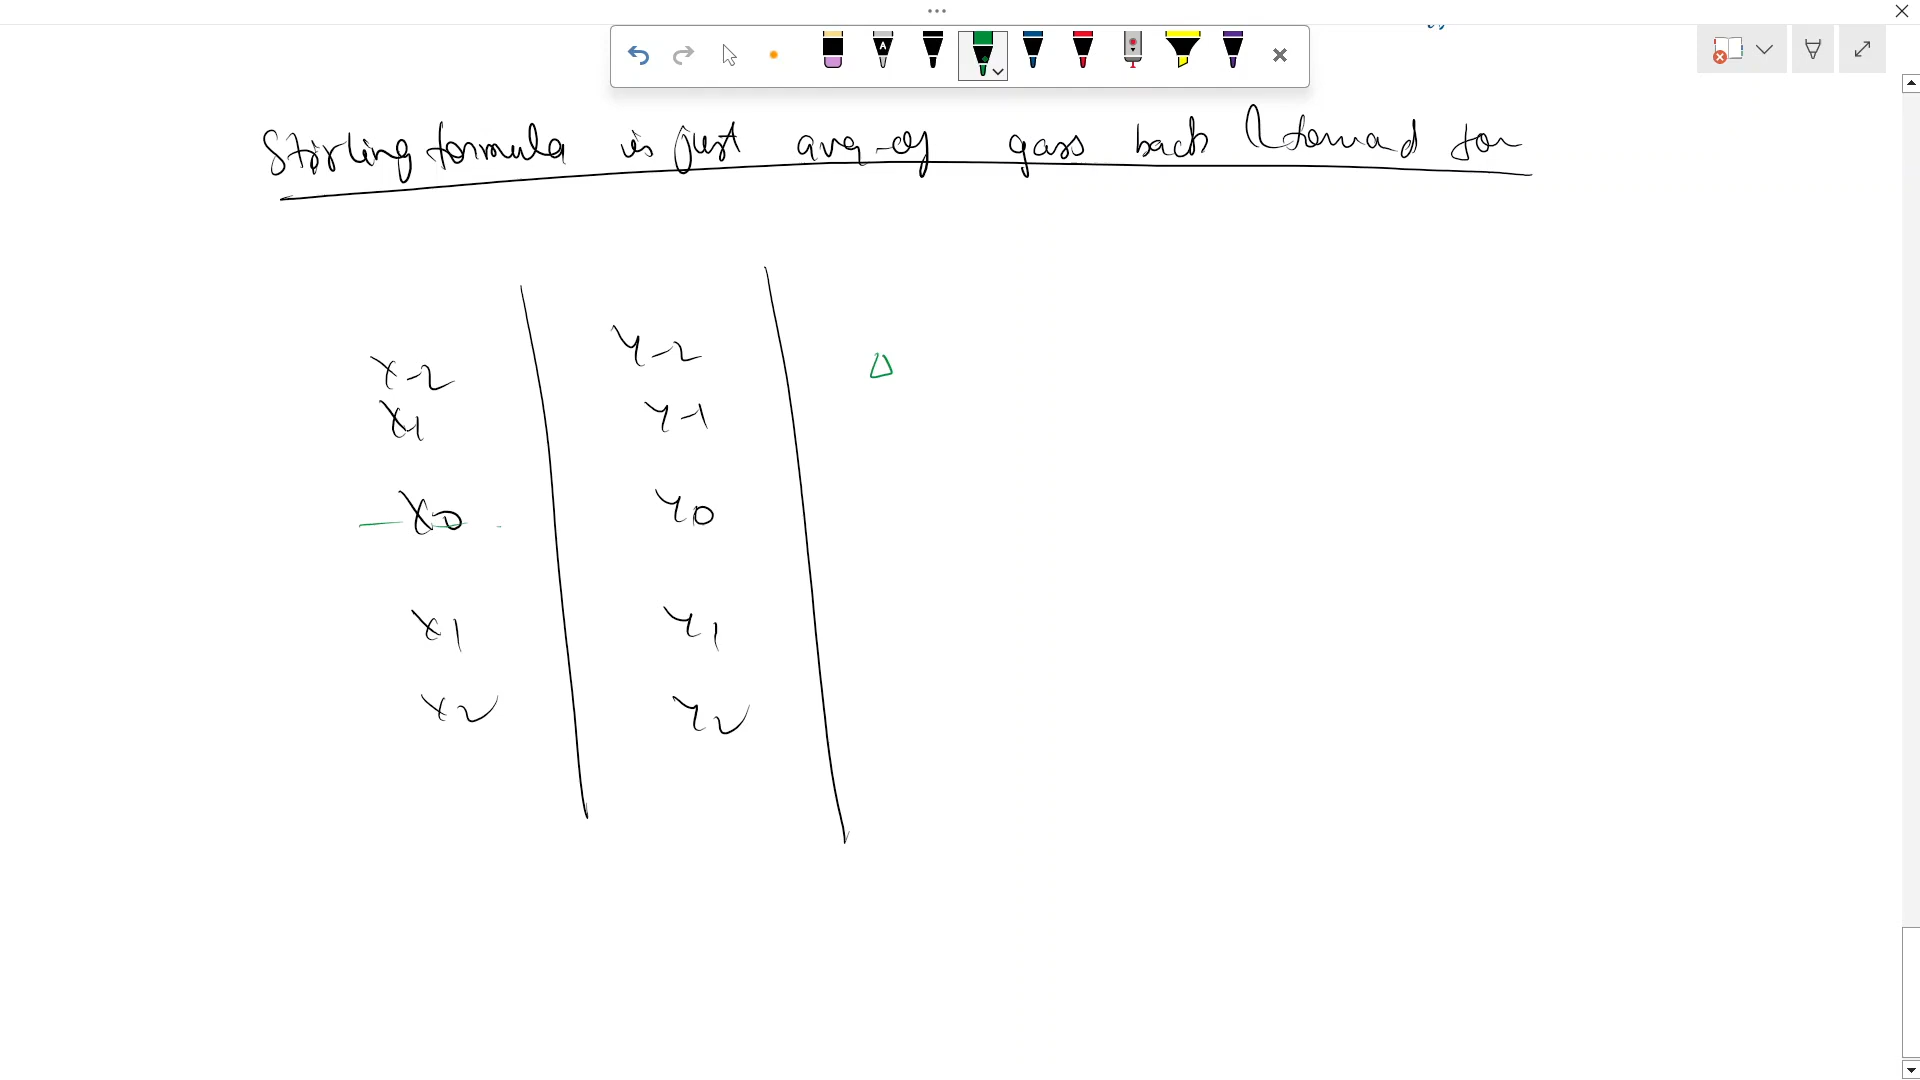 Stirling formula is just avg of gass back & forward for
x-2 y-2 Δ
x-1 y-1
x0 y0
x1 y1
x2 y2